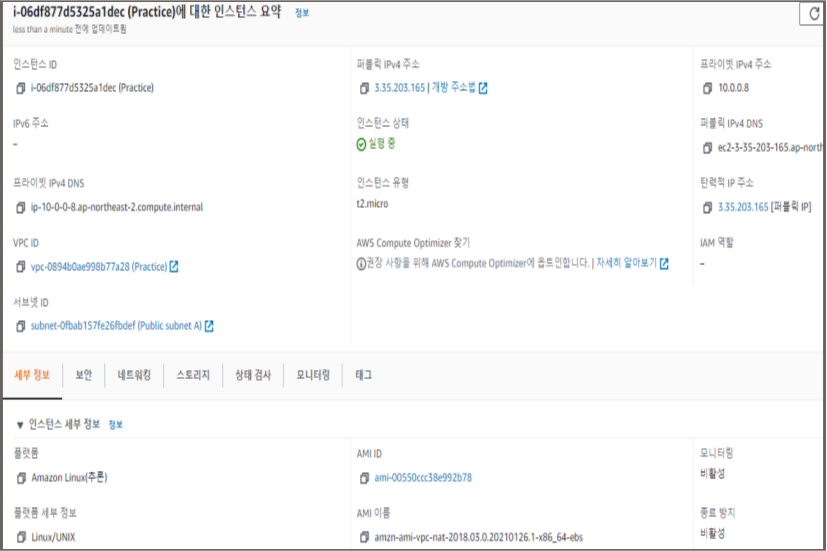 i-06df877d5325a1dec (Practice)에 대한 인스턴스 요약 정보
less than a minute 전에 업데이트됨
인스턴스 ID
i-06df877d5325a1dec (Practice)
퍼블릭 IPv4 주소
3.35.203.165 | 개방 주소법
프라이빗 IPv4 주소
10.0.0.8
IPv6 주소
–
인스턴스 상태
실행 중
퍼블릭 IPv4 DNS
ec2-3-35-203-165.ap-north
프라이빗 IPv4 DNS
ip-10-0-0-8.ap-northeast-2.compute.internal
인스턴스 유형
t2.micro
탄력적 IP 주소
3.35.203.165 [퍼블릭 IP]
VPC ID
vpc-0894b0ae998b77a28 (Practice)
AWS Compute Optimizer 찾기
권장 사항을 위해 AWS Compute Optimizer에 옵트인합니다. | 자세히 알아보기
IAM 역할
–
서브넷 ID
subnet-0fbab157fe26fbdef (Public subnet A)
세부 정보 보안 네트워킹 스토리지 상태 검사 모니터링 태그
▼ 인스턴스 세부 정보 정보
플랫폼
Amazon Linux(추론)
AMI ID
ami-00550ccc38e992b78
모니터링
비활성
플랫폼 세부 정보
Linux/UNIX
AMI 이름
amzn-ami-vpc-nat-2018.03.0.20210126.1-x86_64-ebs
종료 방지
비활성